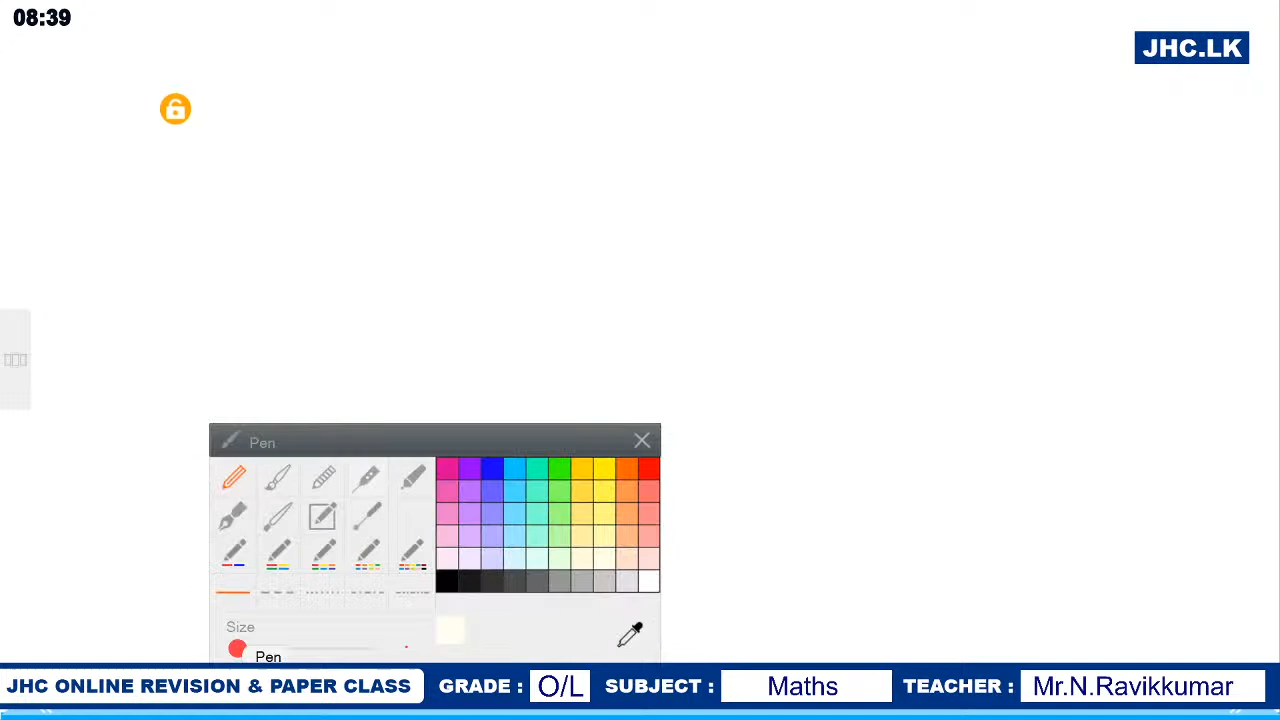 08:39
JHC.LK
Pen
Size
Pen
JHC ONLINE REVISION & PAPER CLASS GRADE : O/L SUBJECT : Maths TEACHER : Mr.N.Ravikkumar